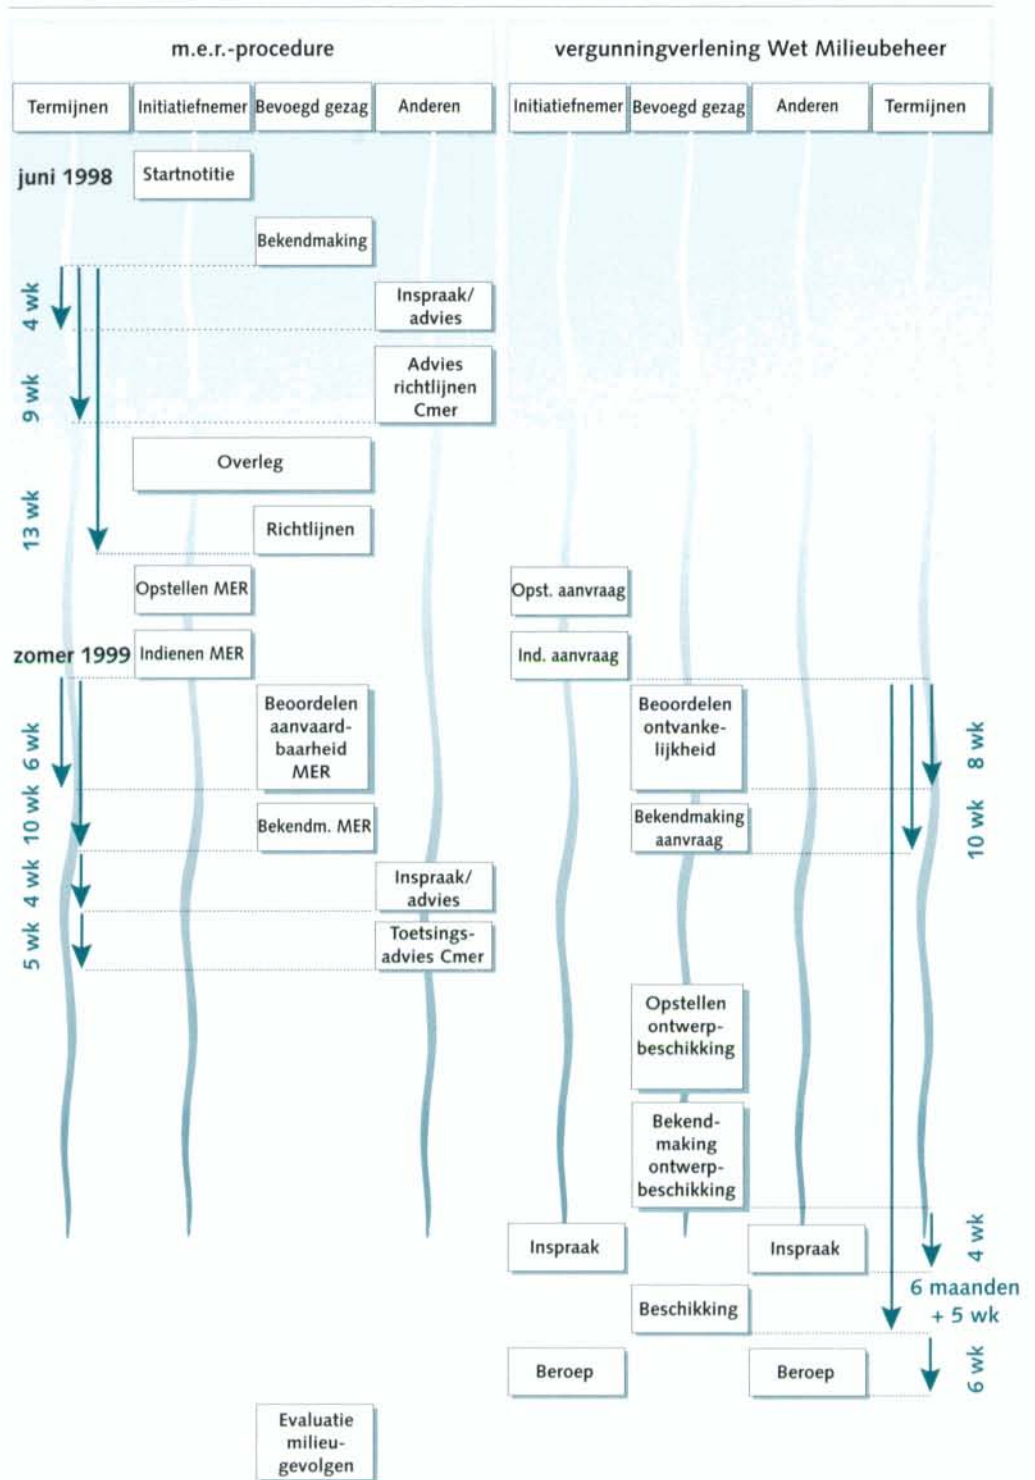 m.e.r.-procedure
vergunningverlening Wet Milieubeheer
Termijnen
Initiatiefnemer
Bevoegd gezag
Anderen
Initiatiefnemer
Bevoegd gezag
Anderen
Termijnen
juni 1998
Startnotitie
Bekendmaking
4 wk
Inspraak/
advies
9 wk
Advies
richtlijnen
Cmer
Overleg
13 wk
Richtlijnen
Opstellen MER
Opst. aanvraag
zomer 1999
Indienen MER
Ind. aanvraag
6 wk
Beoordelen
aanvaard-
baarheid
MER
Beoordelen
ontvanke-
lijkheid
8 wk
10 wk
Bekendm. MER
Bekendmaking
aanvraag
10 wk
4 wk
Inspraak/
advies
5 wk
Toetsings-
advies Cmer
Opstellen
ontwerp-
beschikking
Bekend-
making
ontwerp-
beschikking
Inspraak
Inspraak
4 wk
Beschikking
6 maanden
+ 5 wk
Beroep
Beroep
6 wk
Evaluatie
milieu-
gevolgen